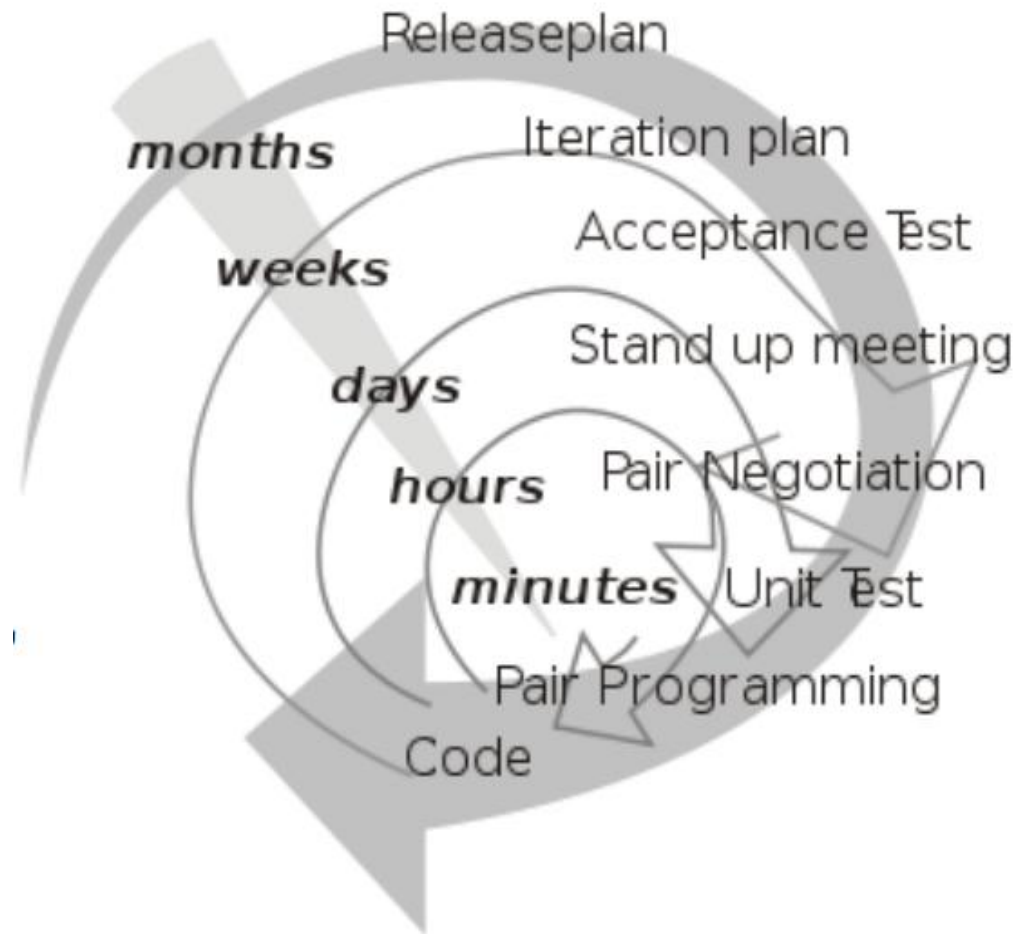 Releaseplan
Iteration plan
months
Acceptance Test
weeks
Stand up meeting
days
Pair Negotiation
hours
minutes
Unit Test
Pair Programming
Code